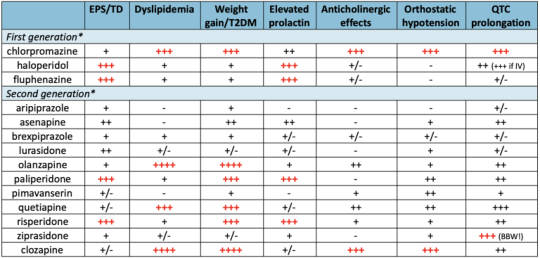 EPS/TD Dyslipidemia Weight gain/T2DM Elevated prolactin Anticholinergic effects Orthostatic hypotension QTC prolongation
First generation*
chlorpromazine + +++ +++ ++ +++ +++ +++
haloperidol +++ + + +++ +/- - ++ (+++ if IV)
fluphenazine +++ + + +++ +/- - +/-
Second generation*
aripiprazole + - + - - - +/-
asenapine ++ - ++ ++ - + ++
brexpiprazole + + + +/- +/- +/- +/-
lurasidone ++ +/- +/- +/- - + +/-
olanzapine + ++++ ++++ + ++ + ++
paliperidone +++ + +++ +++ - ++ ++
pimavanserin +/- - + - + ++ +
quetiapine +/- +++ +++ +/- ++ ++ +++
risperidone +++ + +++ +++ + + ++
ziprasidone + +/- +/- + - + +++ (BBW!)
clozapine +/- ++++ ++++ +/- +++ +++ ++